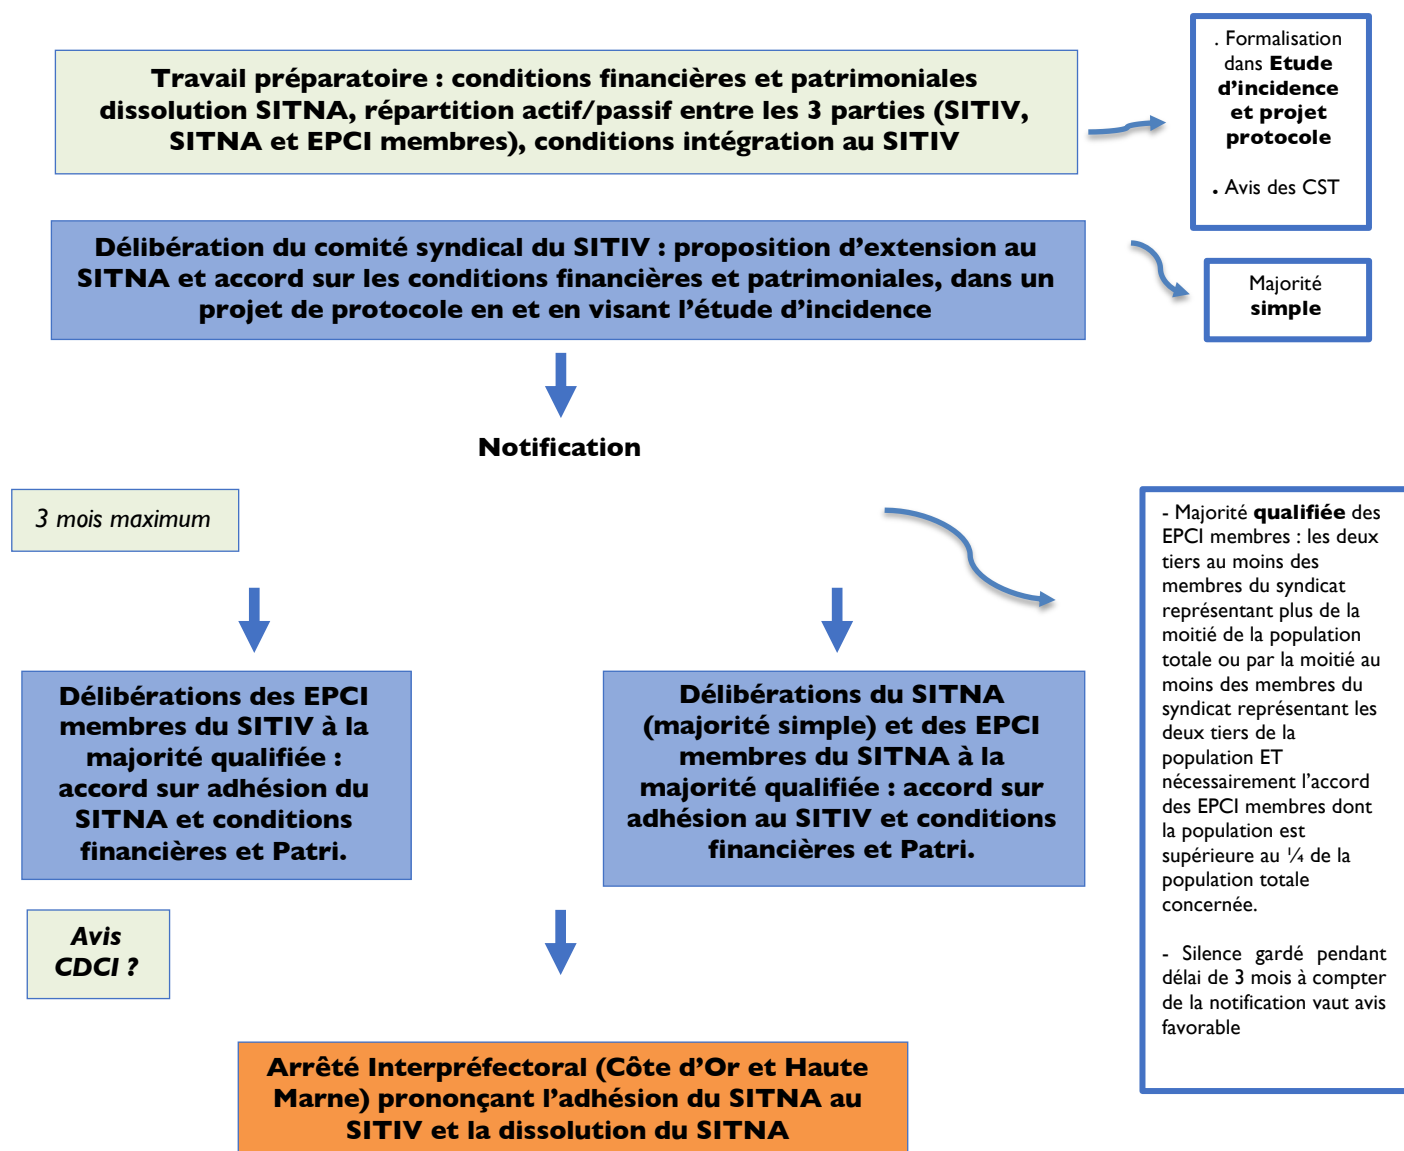 Travail préparatoire : conditions financières et patrimoniales
dissolution SITNA, répartition actif/passif entre les 3 parties (SITIV,
SITNA et EPCI membres), conditions intégration au SITIV
. Formalisation
dans Etude
d’incidence
et projet
protocole
. Avis des CST
Délibération du comité syndical du SITIV : proposition d’extension au
SITNA et accord sur les conditions financières et patrimoniales, dans un
projet de protocole en et en visant l’étude d’incidence
Majorité
simple
Notification
3 mois maximum
- Majorité qualifiée des
EPCI membres : les deux
tiers au moins des
membres du syndicat
représentant plus de la
moitié de la population
totale ou par la moitié au
moins des membres du
syndicat représentant les
deux tiers de la
population ET
nécessairement l’accord
des EPCI membres dont
la population est
supérieure au ¼ de la
population totale
concernée.
- Silence gardé pendant
délai de 3 mois à compter
de la notification vaut avis
favorable
Délibérations des EPCI
membres du SITIV à la
majorité qualifiée :
accord sur adhésion du
SITNA et conditions
financières et Patri.
Délibérations du SITNA
(majorité simple) et des EPCI
membres du SITNA à la
majorité qualifiée : accord sur
adhésion au SITIV et conditions
financières et Patri.
Avis
CDCI ?
Arrêté Interpréfectoral (Côte d’Or et Haute
Marne) prononçant l’adhésion du SITNA au
SITIV et la dissolution du SITNA